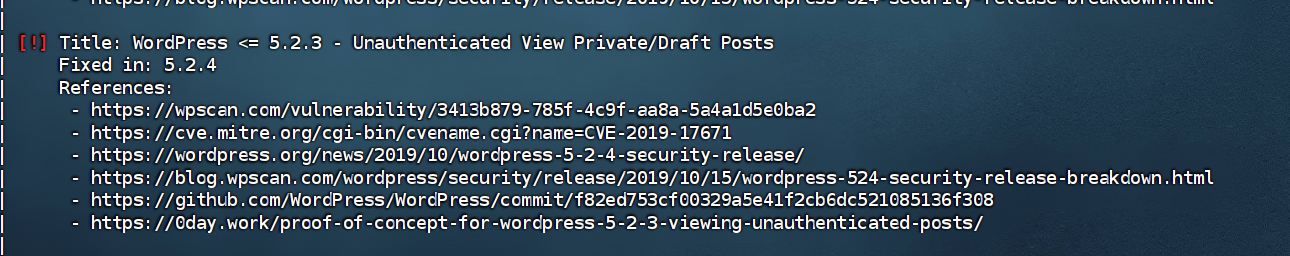 - https://blog.wpscan.com/wordpress/security/release/2019/10/15/wordpress-524-security-release-breakdown.html
|
| [!] Title: WordPress <= 5.2.3 - Unauthenticated View Private/Draft Posts
|     Fixed in: 5.2.4
|     References:
|      - https://wpscan.com/vulnerability/3413b879-785f-4c9f-aa8a-5a4a1d5e0ba2
|      - https://cve.mitre.org/cgi-bin/cvename.cgi?name=CVE-2019-17671
|      - https://wordpress.org/news/2019/10/wordpress-5-2-4-security-release/
|      - https://blog.wpscan.com/wordpress/security/release/2019/10/15/wordpress-524-security-release-breakdown.html
|      - https://github.com/WordPress/WordPress/commit/f82ed753cf00329a5e41f2cb6dc521085136f308
|      - https://0day.work/proof-of-concept-for-wordpress-5-2-3-viewing-unauthenticated-posts/
|